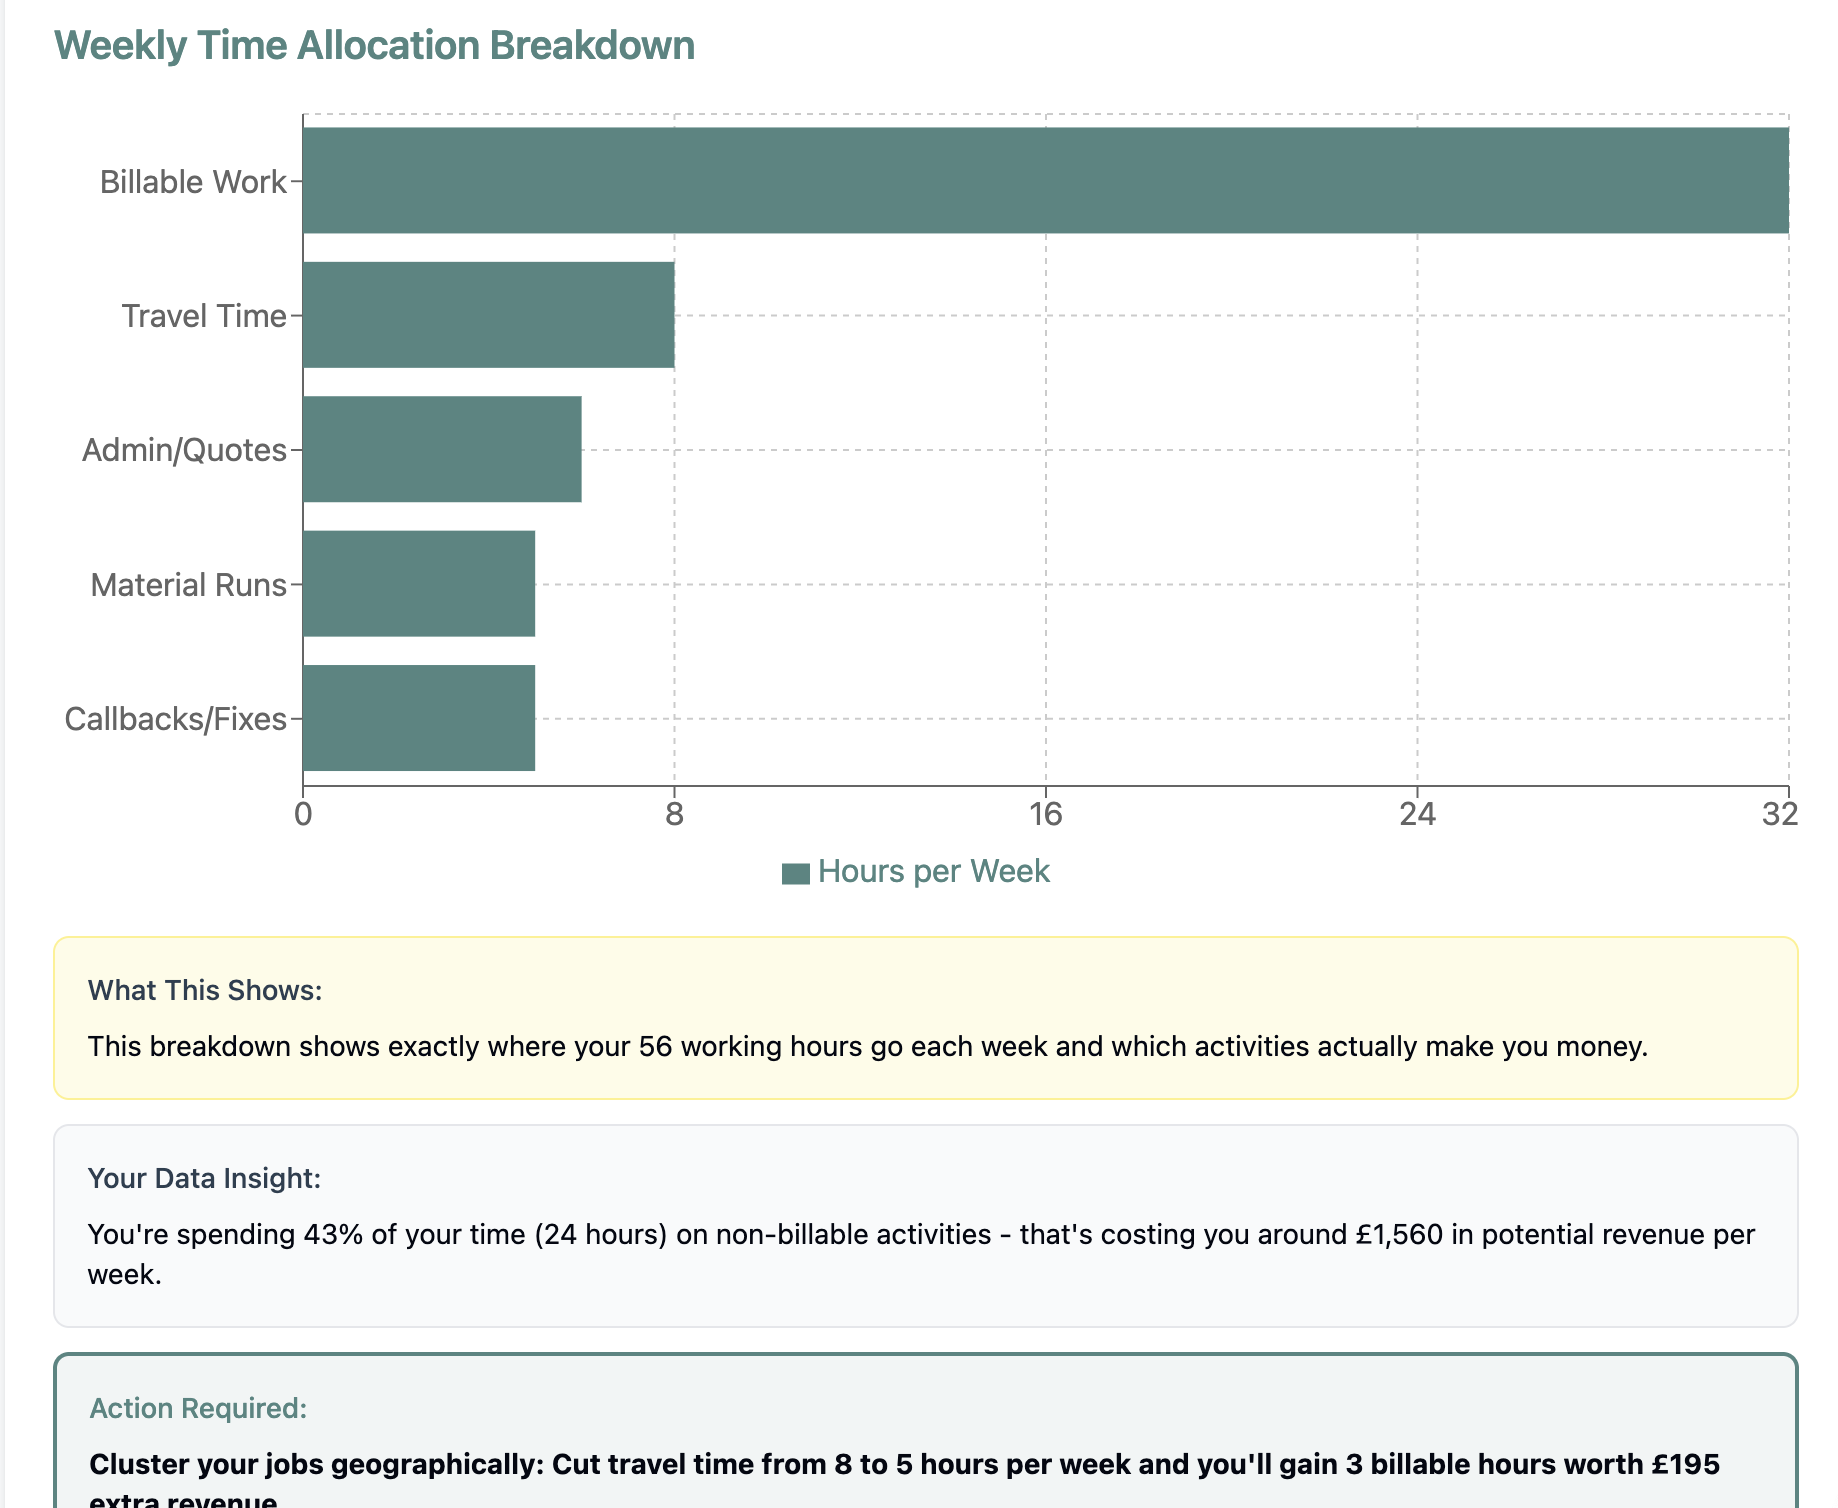 Weekly Time Allocation Breakdown
Billable Work
Travel Time
Admin/Quotes
Material Runs
Callbacks/Fixes
0 8 16 24 32
Hours per Week
What This Shows:
This breakdown shows exactly where your 56 working hours go each week and which activities actually make you money.
Your Data Insight:
You're spending 43% of your time (24 hours) on non-billable activities - that's costing you around £1,560 in potential revenue per
week.
Action Required:
Cluster your jobs geographically: Cut travel time from 8 to 5 hours per week and you'll gain 3 billable hours worth £195
extra revenue